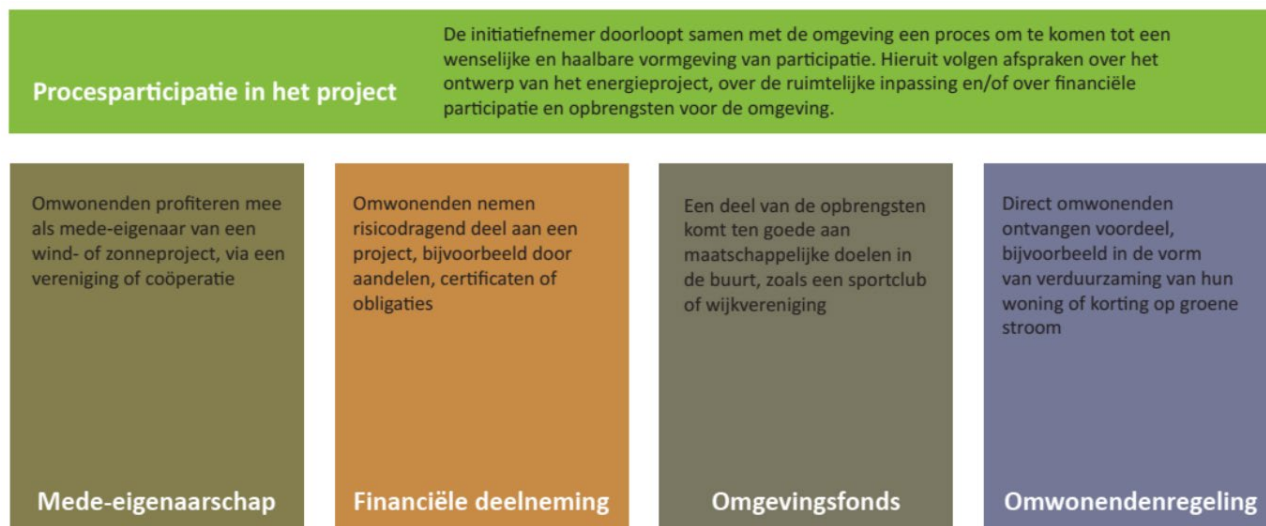 Procesparticipatie in het project
De initiatiefnemer doorloopt samen met de omgeving een proces om te komen tot een
wenselijke en haalbare vormgeving van participatie. Hieruit volgen afspraken over het
ontwerp van het energieproject, over de ruimtelijke inpassing en/of over financiële
participatie en opbrengsten voor de omgeving.
Omwonenden profiteren mee
als mede-eigenaar van een
wind- of zonneproject, via een
vereniging of coöperatie
Mede-eigenaarschap
Omwonenden nemen
risicodragend deel aan een
project, bijvoorbeeld door
aandelen, certificaten of
obligaties
Financiële deelneming
Een deel van de opbrengsten
komt ten goede aan
maatschappelijke doelen in
de buurt, zoals een sportclub
of wijkvereniging
Omgevingsfonds
Direct omwonenden
ontvangen voordeel,
bijvoorbeeld in de vorm
van verduurzaming van hun
woning of korting op groene
stroom
Omwonendenregeling